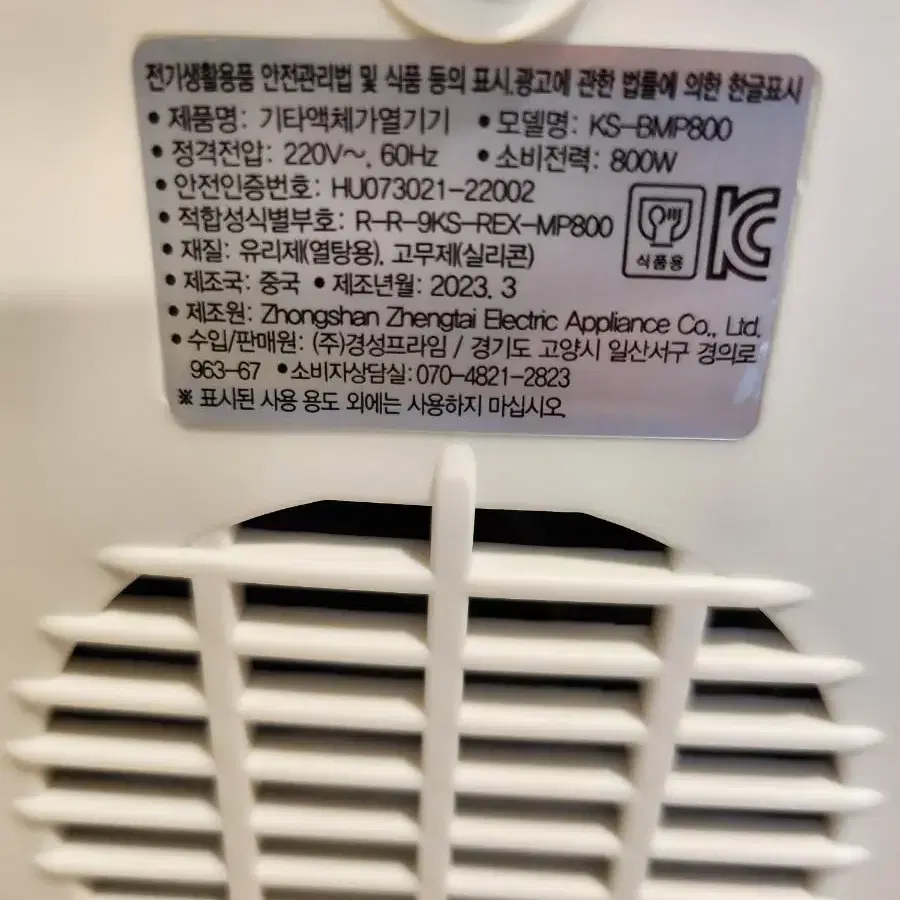 전기생활용품 안전관리법 및 식품 등의 표시.광고에 관한 법률에 의한 한글표시
• 제품명: 기타액체가열기기 • 모델명: KS-BMP800
• 정격전압: 220V~, 60Hz • 소비전력: 800W
• 안전인증번호: HU073021-22002
• 적합성식별부호: R-R-9KS-REX-MP800
• 재질: 유리제(열탕용), 고무제(실리콘)
식품용
• 제조국: 중국 • 제조년월: 2023. 3
• 제조원: Zhongshan Zhengtai Electric Appliance Co., Ltd.
• 수입/판매원: (주)경성프라임 / 경기도 고양시 일산서구 경의로
963-67 • 소비자상담실: 070-4821-2823
※ 표시된 사용 용도 외에는 사용하지 마십시오.